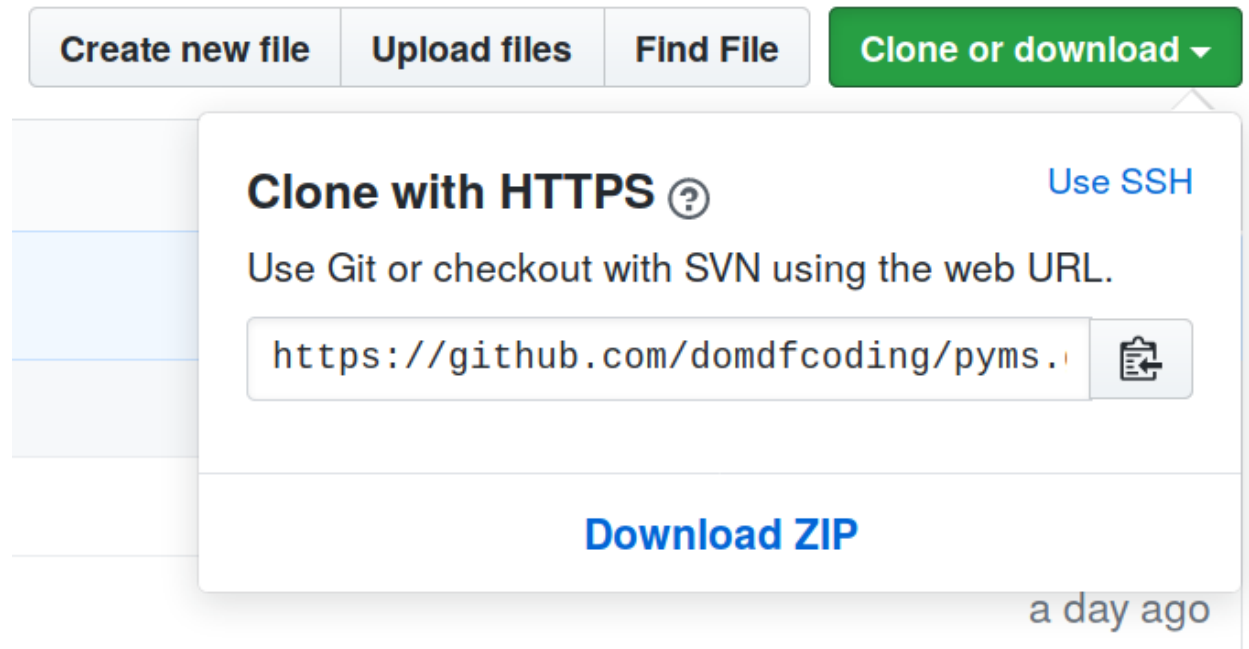 Create new file Upload files Find File Clone or download
Clone with HTTPS ?
Use SSH
Use Git or checkout with SVN using the web URL.
https://github.com/domdfcoding/pyms.
Download ZIP
a day ago